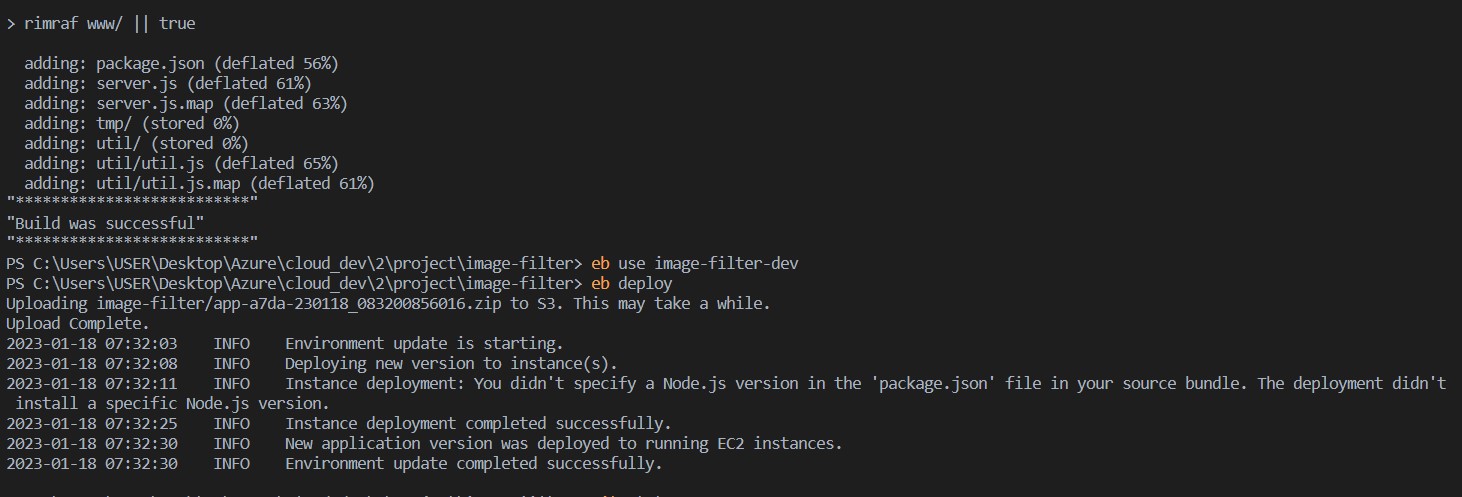 > rimraf www/ || true
adding: package.json (deflated 56%)
adding: server.js (deflated 61%)
adding: server.js.map (deflated 63%)
adding: tmp/ (stored 0%)
adding: util/ (stored 0%)
adding: util/util.js (deflated 65%)
adding: util/util.js.map (deflated 61%)
"**************************"
"Build was successful"
"**************************"
PS C:\Users\USER\Desktop\Azure\cloud_dev\2\project\image-filter> eb use image-filter-dev
PS C:\Users\USER\Desktop\Azure\cloud_dev\2\project\image-filter> eb deploy
Uploading image-filter/app-a7da-230118_083200856016.zip to S3. This may take a while.
Upload Complete.
2023-01-18 07:32:03    INFO    Environment update is starting.
2023-01-18 07:32:08    INFO    Deploying new version to instance(s).
2023-01-18 07:32:11    INFO    Instance deployment: You didn't specify a Node.js version in the 'package.json' file in your source bundle. The deployment didn't
install a specific Node.js version.
2023-01-18 07:32:25    INFO    Instance deployment completed successfully.
2023-01-18 07:32:30    INFO    New application version was deployed to running EC2 instances.
2023-01-18 07:32:30    INFO    Environment update completed successfully.